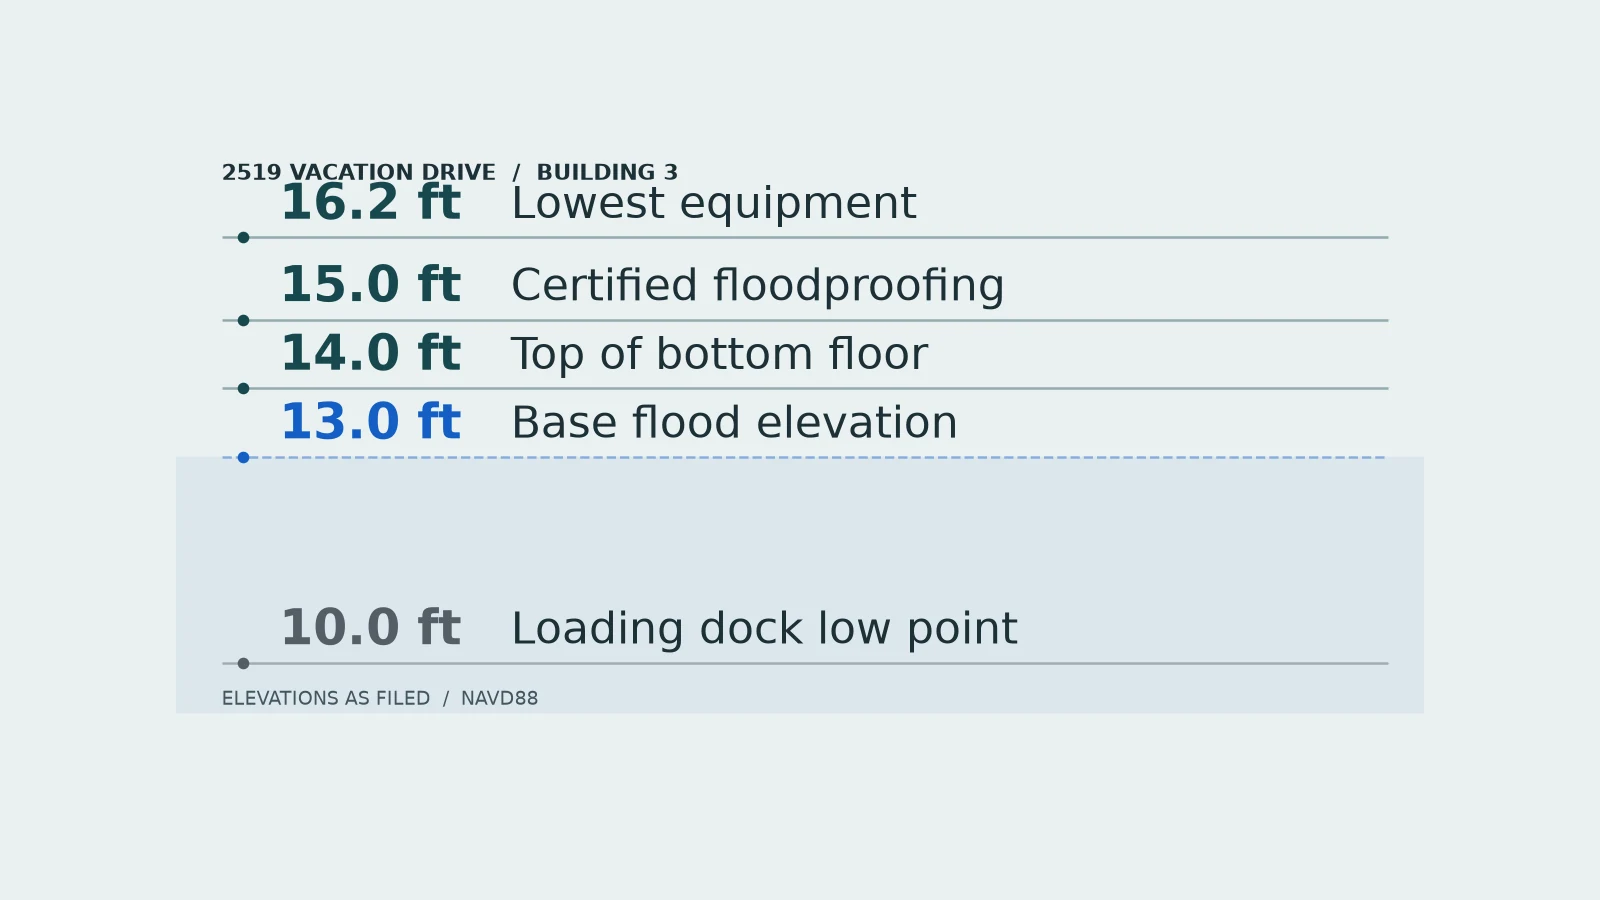 2519 VACATION DRIVE / BUILDING 3
16.2 ft Lowest equipment
15.0 ft Certified floodproofing
14.0 ft Top of bottom floor
13.0 ft Base flood elevation
10.0 ft Loading dock low point
ELEVATIONS AS FILED / NAVD88